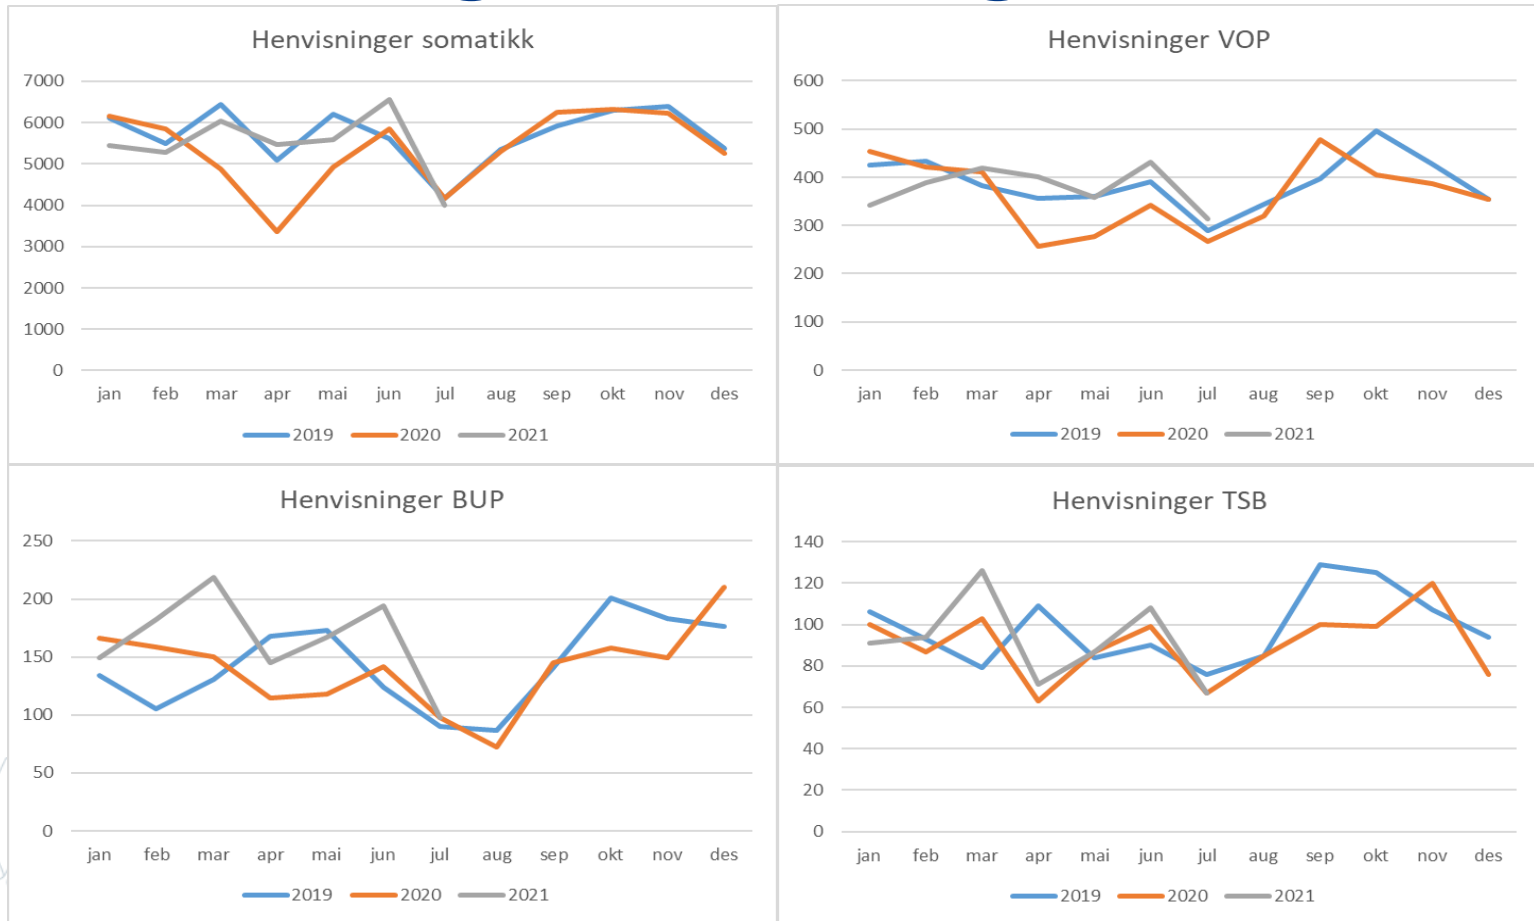 Henvisninger somatikk
7000
6000
5000
4000
3000
2000
1000
0
jan feb mar apr mai jun jul aug sep okt nov des
2019 2020 2021
Henvisninger VOP
600
500
400
300
200
100
0
jan feb mar apr mai jun jul aug sep okt nov des
2019 2020 2021
Henvisninger BUP
250
200
150
100
50
0
jan feb mar apr mai jun jul aug sep okt nov des
2019 2020 2021
Henvisninger TSB
140
120
100
80
60
40
20
0
jan feb mar apr mai jun jul aug sep okt nov des
2019 2020 2021